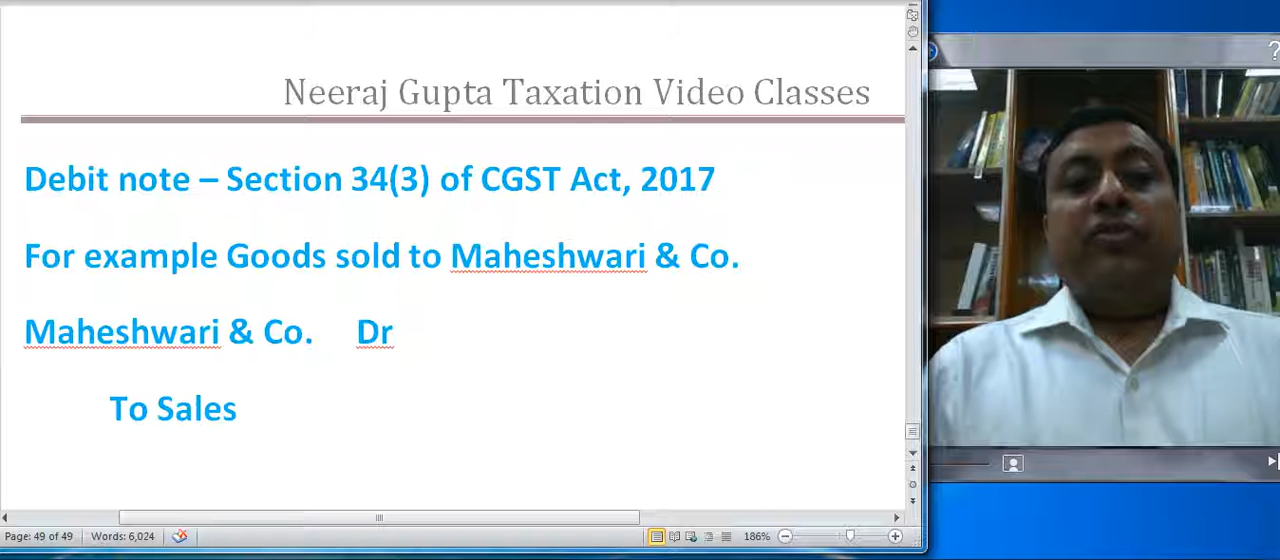 Neeraj Gupta Taxation Video Classes
Debit note – Section 34(3) of CGST Act, 2017
For example Goods sold to Maheshwari & Co.
Maheshwari & Co. Dr
To Sales
Page: 49 of 49 Words: 6,024 186%